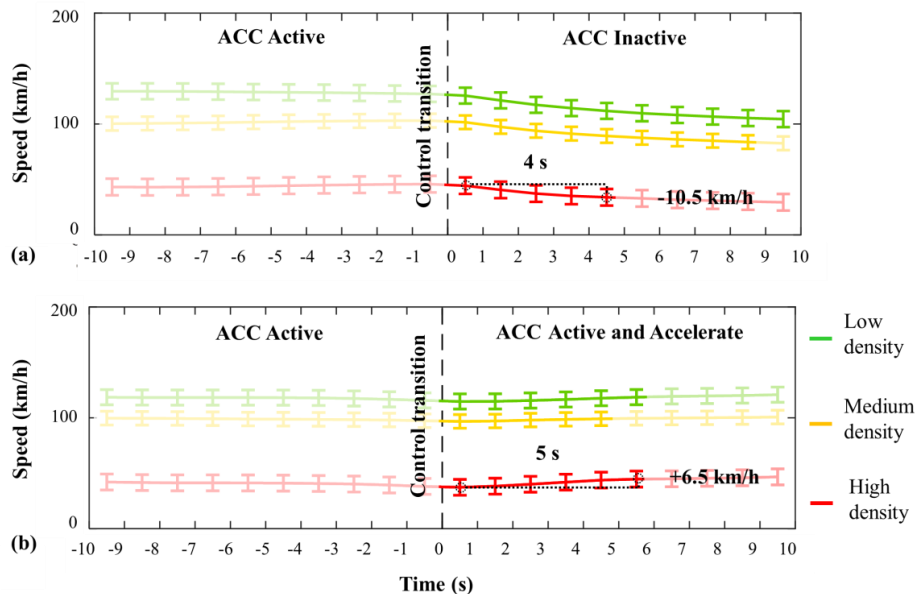 200
ACC Active
ACC Inactive
Speed (km/h)
100
Control transition
4 s
-10.5 km/h
0
(a)
-10 -9 -8 -7 -6 -5 -4 -3 -2 -1 0 1 2 3 4 5 6 7 8 9 10
200
ACC Active
ACC Active and Accelerate
Speed (km/h)
100
Control transition
5 s
+6.5 km/h
0
(b)
-10 -9 -8 -7 -6 -5 -4 -3 -2 -1 0 1 2 3 4 5 6 7 8 9 10
Time (s)
Low
density
Medium
density
High
density